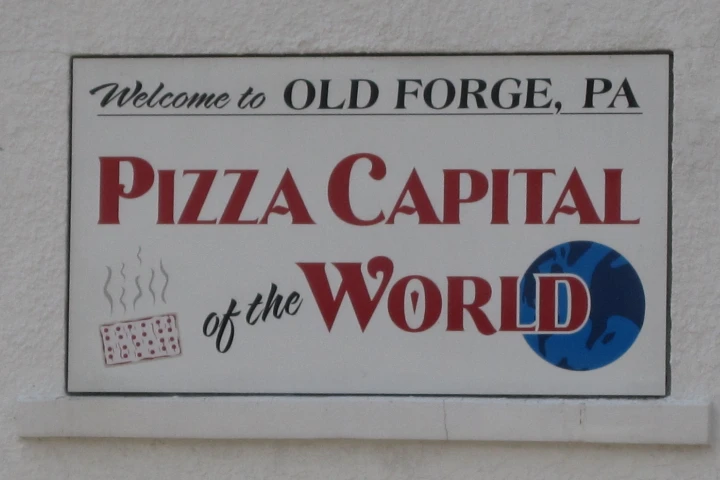 Welcome to OLD FORGE, PA
PIZZA CAPITAL
of the WORLD